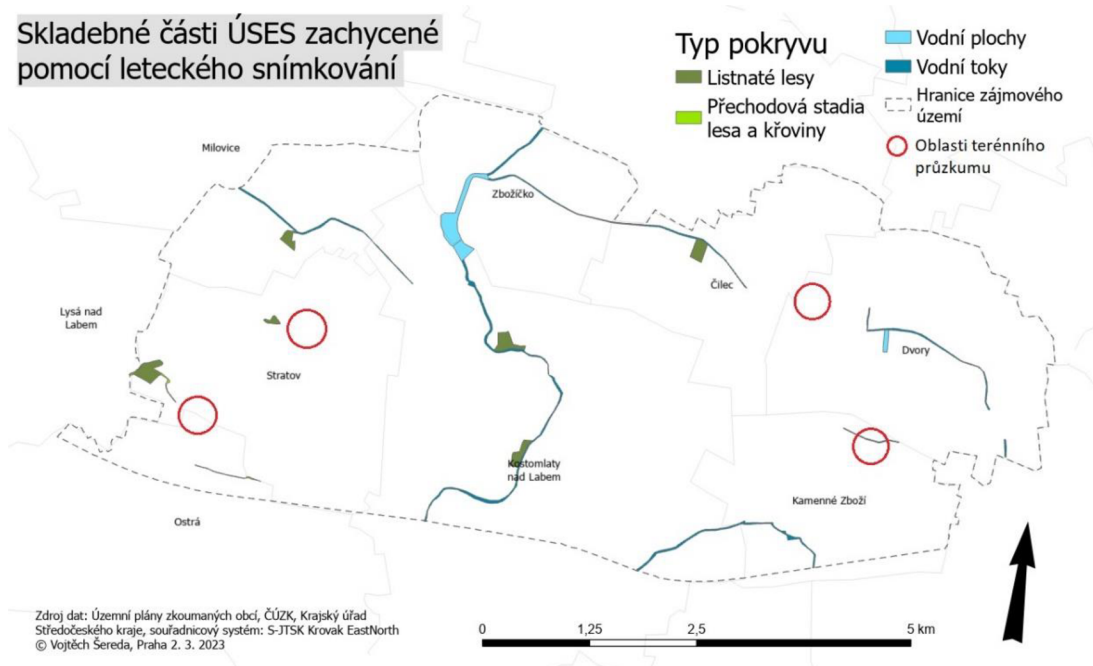 Skladebné části ÚSES zachycené
pomocí leteckého snímkování
Typ pokryvu
Listnaté lesy
Přechodová stadia
lesa a křoviny
Vodní plochy
Vodní toky
Hranice zájmového
území
Oblasti terénního
průzkumu
Milovice
Zbožíčko
Čilec
Lysá nad
Labem
Stratov
Dvory
Kostomlaty
nad Labem
Kamenné Zboží
Ostrá
Zdroj dat: Územní plány zkoumaných obcí, ČÚZK, Krajský úřad
Středočeského kraje, souřadnicový systém: S-JTSK Krovak EastNorth
© Vojtěch Šereda, Praha 2. 3. 2023
0 1,25 2,5 5 km